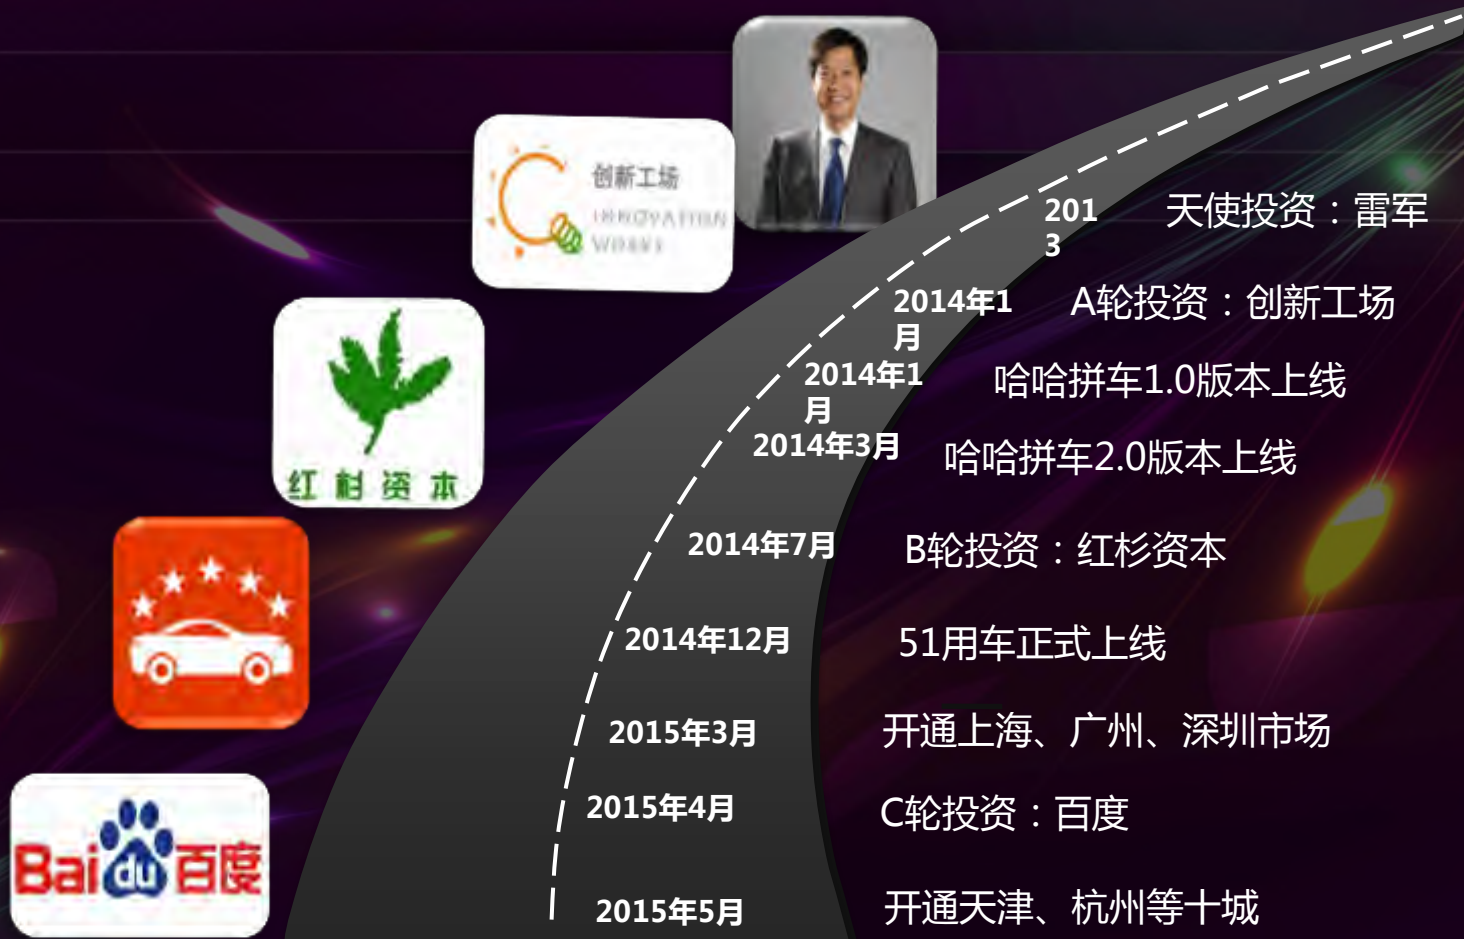 创新工场
INNOVATION
WORKS
红杉资本
Bai du 百度
201
3
天使投资：雷军
2014年1
月
A轮投资：创新工场
2014年1
月
哈哈拼车1.0版本上线
2014年3月
哈哈拼车2.0版本上线
2014年7月
B轮投资：红杉资本
2014年12月
51用车正式上线
2015年3月
开通上海、广州、深圳市场
2015年4月
C轮投资：百度
2015年5月
开通天津、杭州等十城